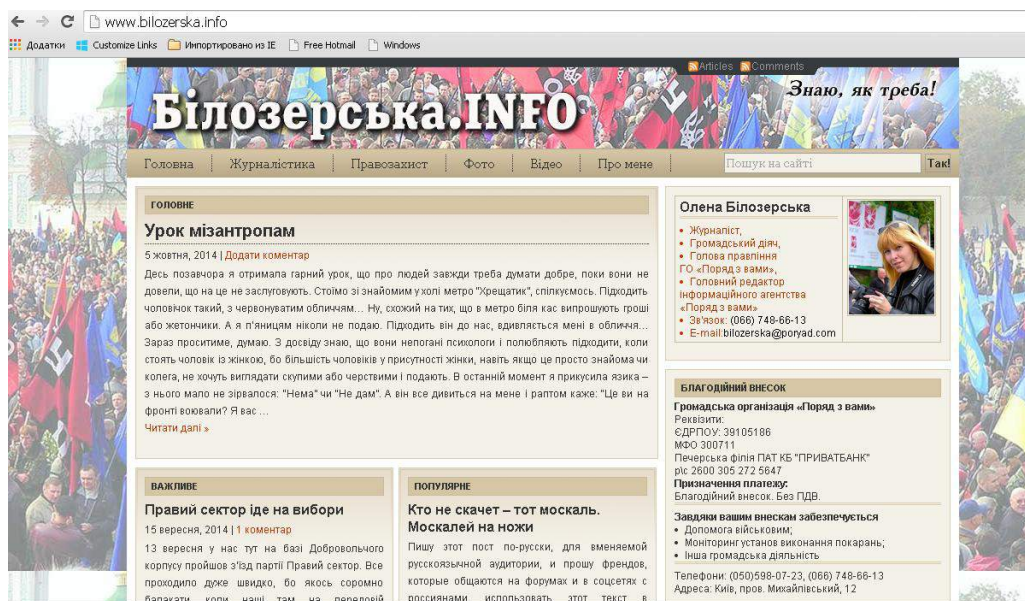 www.bilozerska.info
Додатки Customize Links Импортировано из IE Free Hotmail Windows
Articles Comments
Білозерська.INFO
Знаю, як треба!
Головна Журналістика Правозахист Фото Відео Про мене
Пошук на сайті Так!
ГОЛОВНЕ
Урок мізантропам
5 жовтня, 2014 | Додати коментар
Десь позавчора я отримала гарний урок, що про людей завжди треба думати добре, поки вони не
довели, що на це не заслуговують. Стоїмо зі знайомим у холі метро "Хрещатик", спілкуємось. Підходить
чоловічок такий, з червонуватим обличчям… Ну, схожий на тих, що в метро біля кас випрошують гроші
або жетончики. А я п'яницям ніколи не подаю. Підходить він до нас, вдивляється мені в обличчя…
Зараз проситиме, думаю. З досвіду знаю, що вони непогані психологи і полюбляють підходити, коли
стоять чоловік із жінкою, бо більшість чоловіків у присутності жінки, навіть якщо це просто знайома чи
колега, не хочуть виглядати скупими або черствими і подають. В останній момент я прикусила язика –
з нього мало не зірвалося: "Нема" чи "Не дам". А він все дивиться на мене і раптом каже: "Це ви на
фронті воювали? Я вас …
Читати далі »
ВАЖЛИВЕ
Правий сектор іде на вибори
15 вересня, 2014 | 1 коментар
13 вересня у нас тут на базі Добровольчого
корпусу пройшов з'їзд партії Правий сектор. Все
проходило дуже швидко, бо якось соромно
балакати, коли наші там на передовій
ПОПУЛЯРНЕ
Кто не скачет – тот москаль.
Москалей на ножи
Пишу этот пост по-русски, для вменяемой
русскоязычной аудитории, и прошу френдов,
которые общаются на форумах и в соцсетях с
россиянами, использовать этот текст в
Олена Білозерська
Журналіст,
Громадський діяч,
Голова правління
ГО «Поряд з вами»,
Головний редактор
інформаційного агентства
«Поряд з вами»
Зв'язок: (066) 748-66-13
E-mail:bilozerska@poryad.com
БЛАГОДІЙНИЙ ВНЕСОК
Громадська організація «Поряд з вами»
Реквізити:
ЄДРПОУ: 39105186
МФО 300711
Печерська філія ПАТ КБ "ПРИВАТБАНК"
р\с 2600 305 272 5647
Призначення платежу:
Благодійний внесок. Без ПДВ.
Завдяки вашим внескам забезпечується
Допомога військовим;
Моніторинг установ виконання покарань;
Інша громадська діяльність
Телефони: (050)598-07-23, (066) 748-66-13
Адреса: Київ, пров. Михайлівський, 12